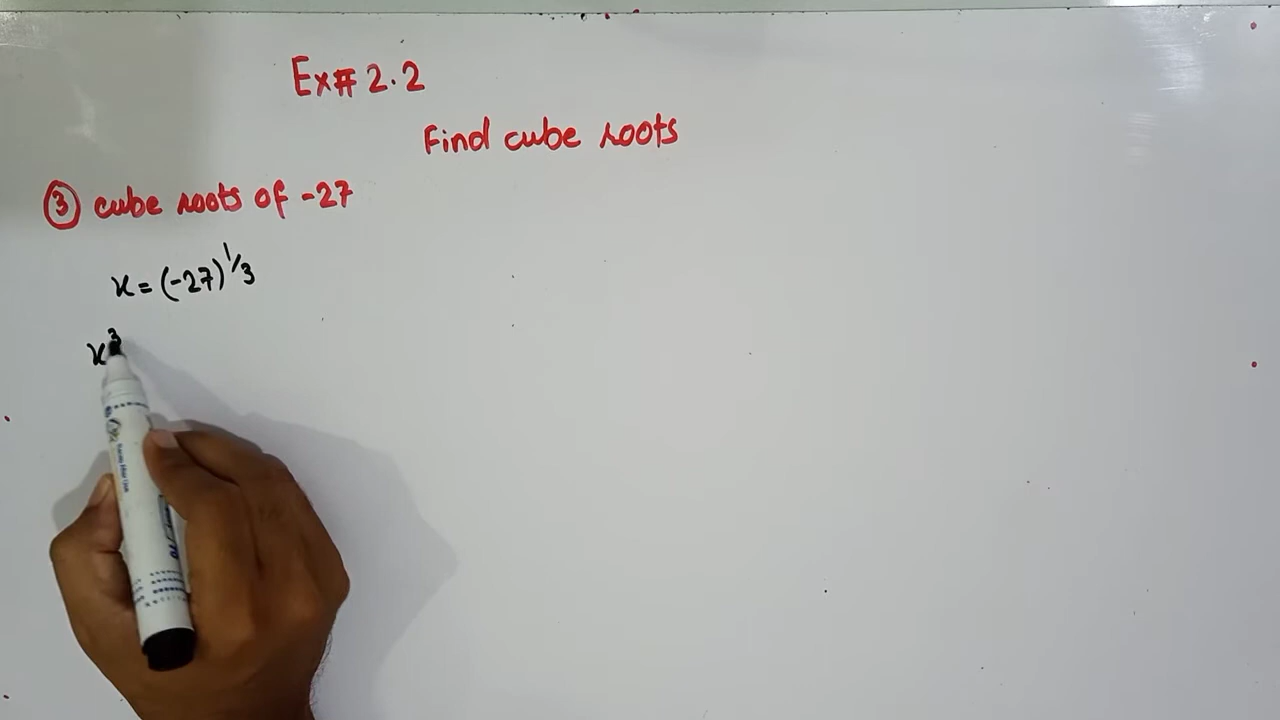 Ex# 2.2
Find cube roots
③ cube roots of -27
x = (-27)^1/3
x³